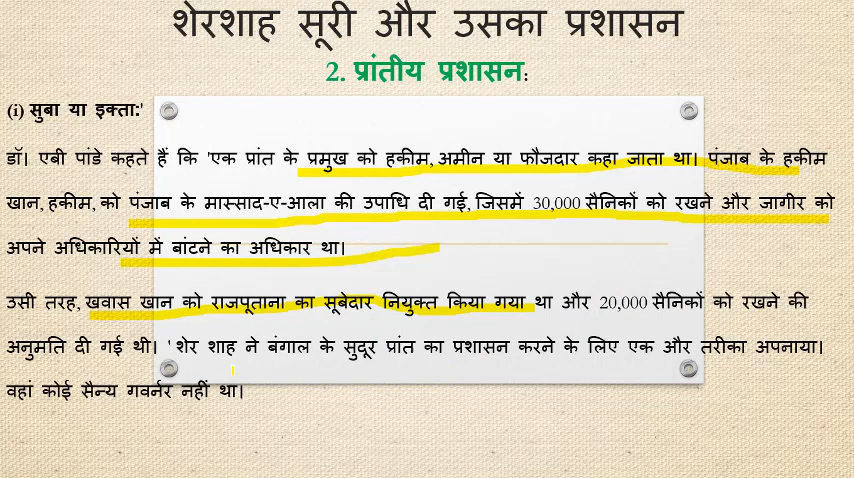 शेरशाह सूरी और उसका प्रशासन
2. प्रांतीय प्रशासन:
(i) सुबा या इक्ता:'
डॉ। एबी पांडे कहते हैं कि 'एक प्रांत के प्रमुख को हकीम, अमीन या फौजदार कहा जाता था। पंजाब के हकीम
खान, हकीम, को पंजाब के मास्साद-ए-आला की उपाधि दी गई, जिसमें 30,000 सैनिकों को रखने और जागीर को
अपने अधिकारियों में बांटने का अधिकार था।
उसी तरह, खवास खान को राजपूताना का सूबेदार नियुक्त किया गया था और 20,000 सैनिकों को रखने की
अनुमति दी गई थी। ' शेर शाह ने बंगाल के सुदूर प्रांत का प्रशासन करने के लिए एक और तरीका अपनाया।
वहां कोई सैन्य गवर्नर नहीं था।